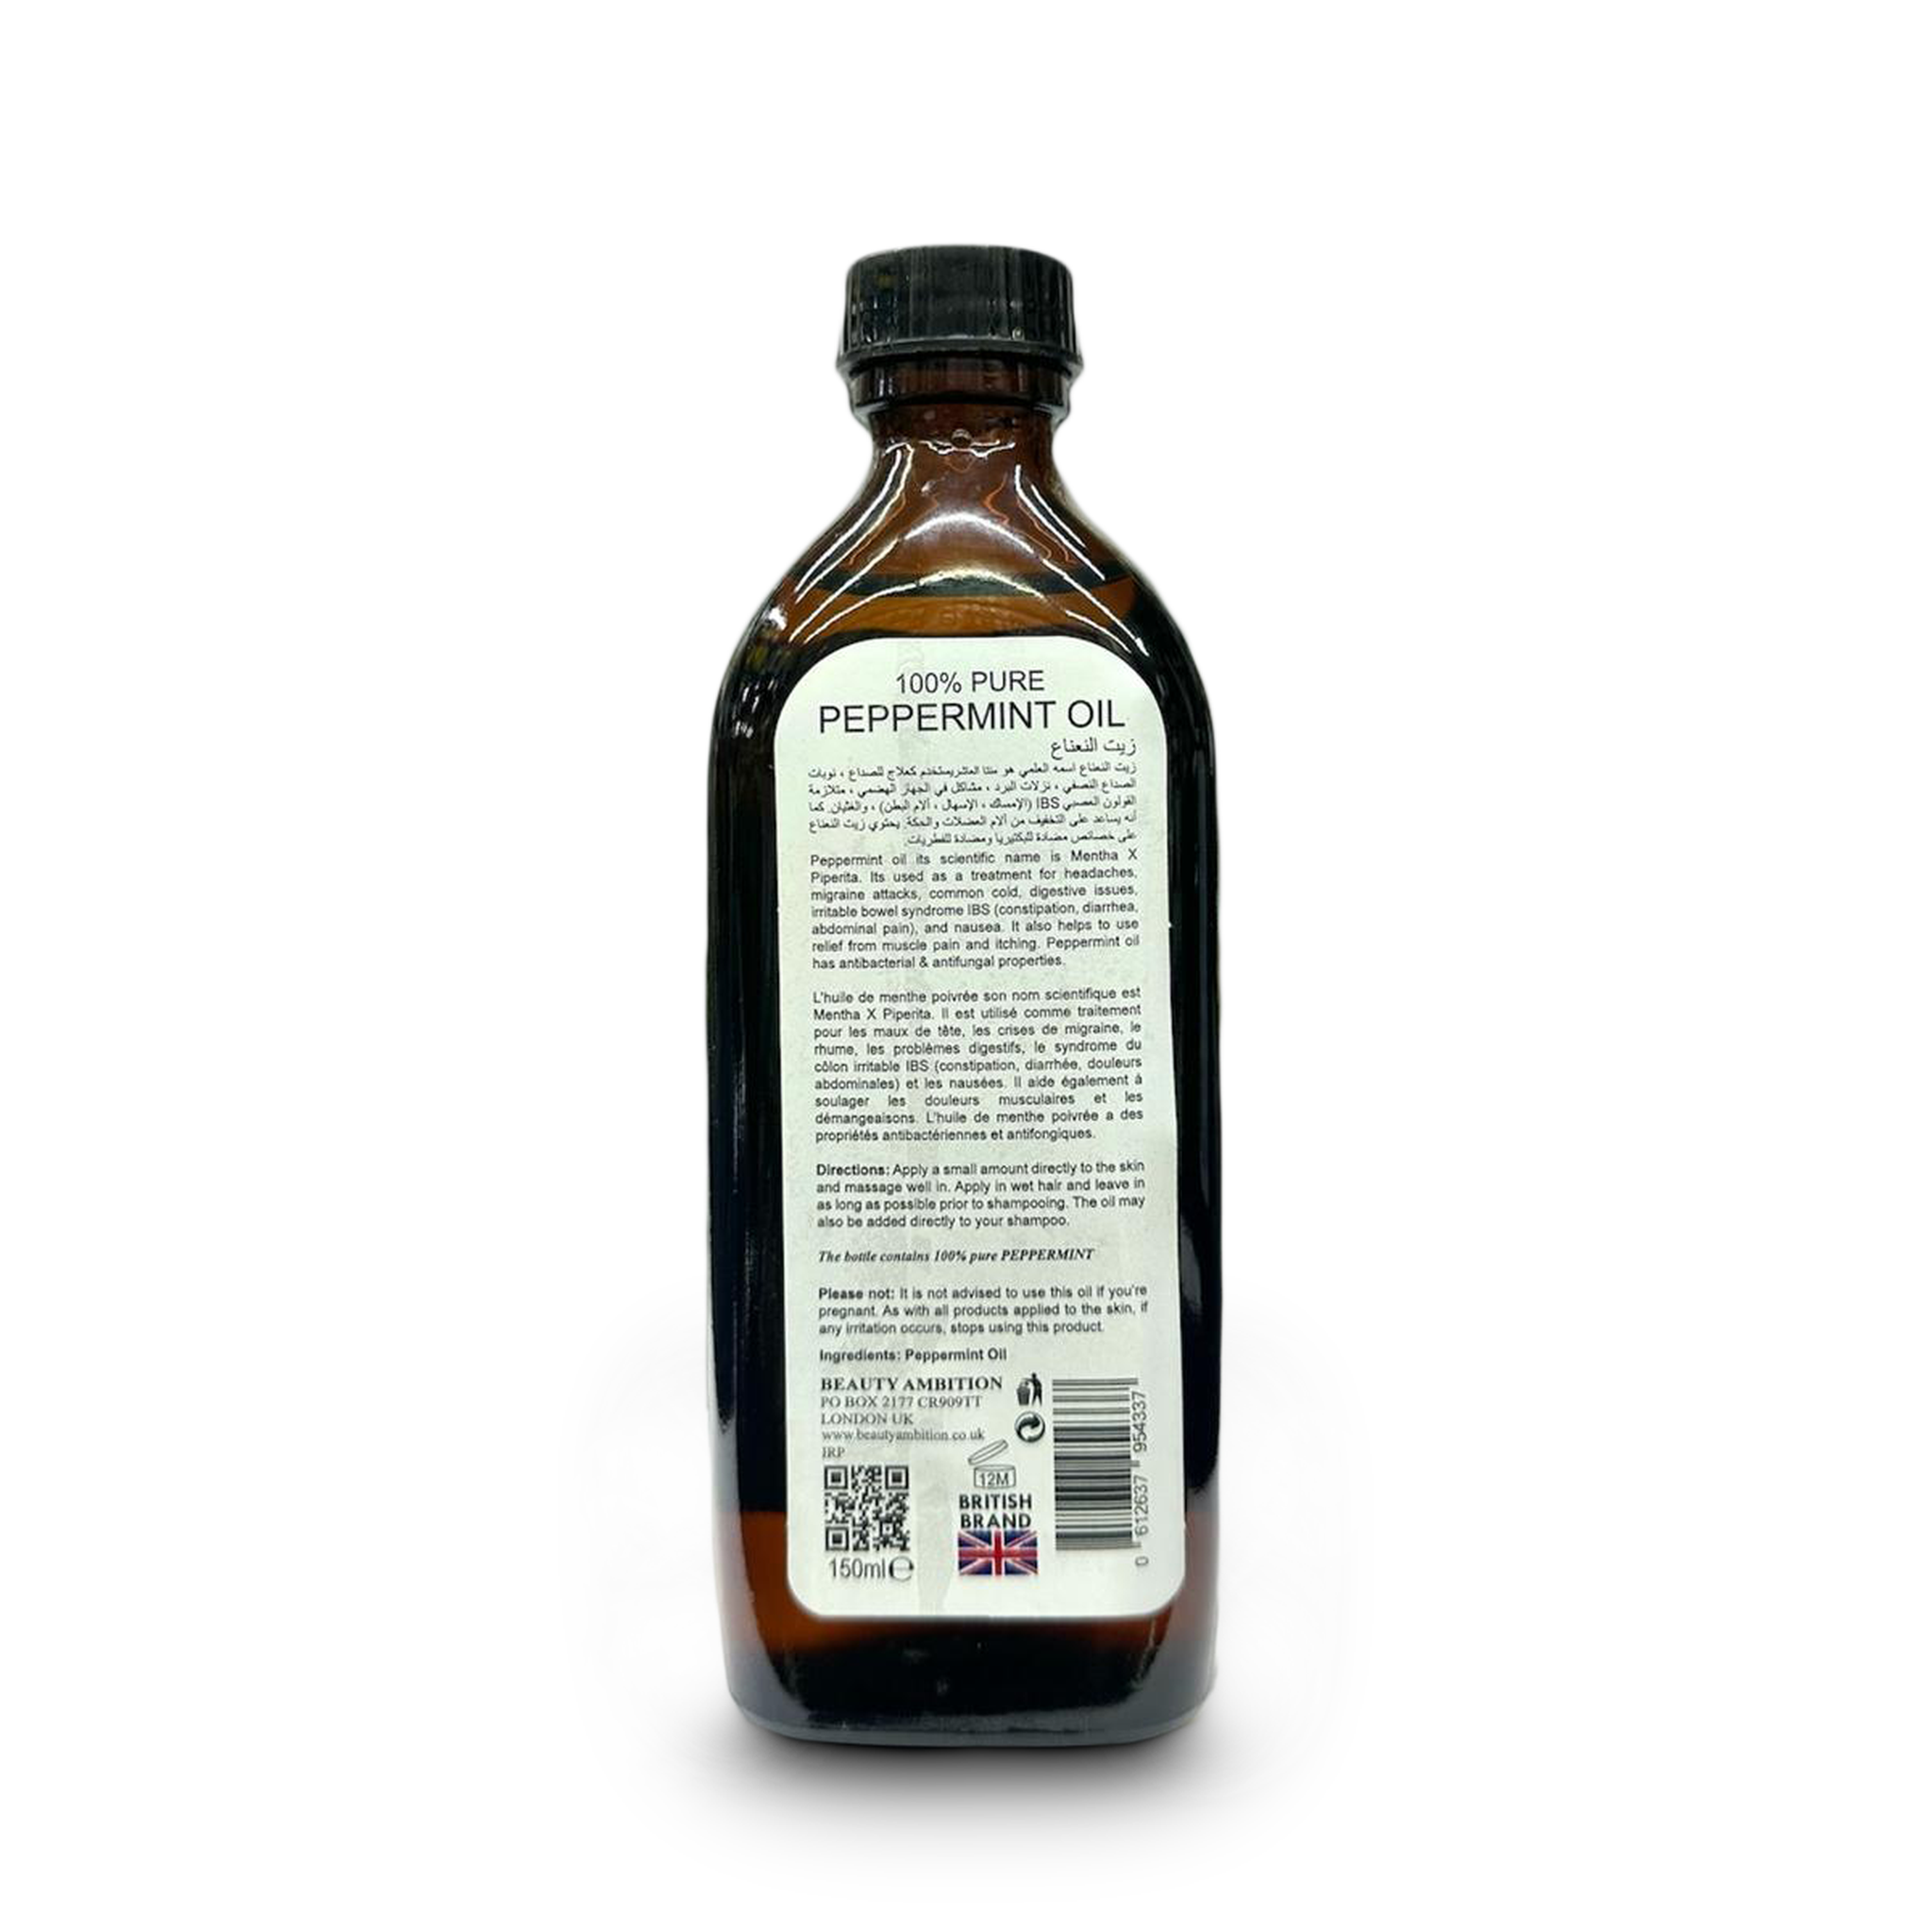 100% PURE
PEPPERMINT OIL
زيت النعناع
زيت النعناع اسمه العلمي هو منثا العاشر يستخدم كعلاج للصداع ، نوبات
الصداع النصفي ، نزلات البرد ، مشاكل في الجهاز الهضمي ، متلازمة
القولون العصبي IBS (الإمساك ، الإسهال ، ألام البطن) ، والغثيان. كما
أنه يساعد على التخفيف من آلام العضلات والحكة. يحتوي زيت النعناع
على خصائص مضادة للبكتيريا ومضادة للفطريات.
Peppermint oil its scientific name is Mentha X
Piperita. Its used as a treatment for headaches,
migraine attacks, common cold, digestive issues,
irritable bowel syndrome IBS (constipation, diarrhea,
abdominal pain), and nausea. It also helps to use
relief from muscle pain and itching. Peppermint oil
has antibacterial & antifungal properties.
L'huile de menthe poivrée son nom scientifique est
Mentha X Piperita. Il est utilisé comme traitement
pour les maux de tête, les crises de migraine, le
rhume, les problèmes digestifs, le syndrome du
côlon irritable IBS (constipation, diarrhée, douleurs
abdominales) et les nausées. Il aide également à
soulager les douleurs musculaires et les
démangeaisons. L'huile de menthe poivrée a des
propriétés antibactériennes et antifongiques.
Directions: Apply a small amount directly to the skin
and massage well in. Apply in wet hair and leave in
as long as possible prior to shampooing. The oil may
also be added directly to your shampoo.
The bottle contains 100% pure PEPPERMINT
Please not: It is not advised to use this oil if you're
pregnant. As with all products applied to the skin, if
any irritation occurs, stops using this product.
Ingredients: Peppermint Oil
BEAUTY AMBITION
PO BOX 2177 CR909TT
LONDON UK
www.beautyambition.co.uk
IRP
12M
BRITISH
BRAND
150ml e
0 612637 954337